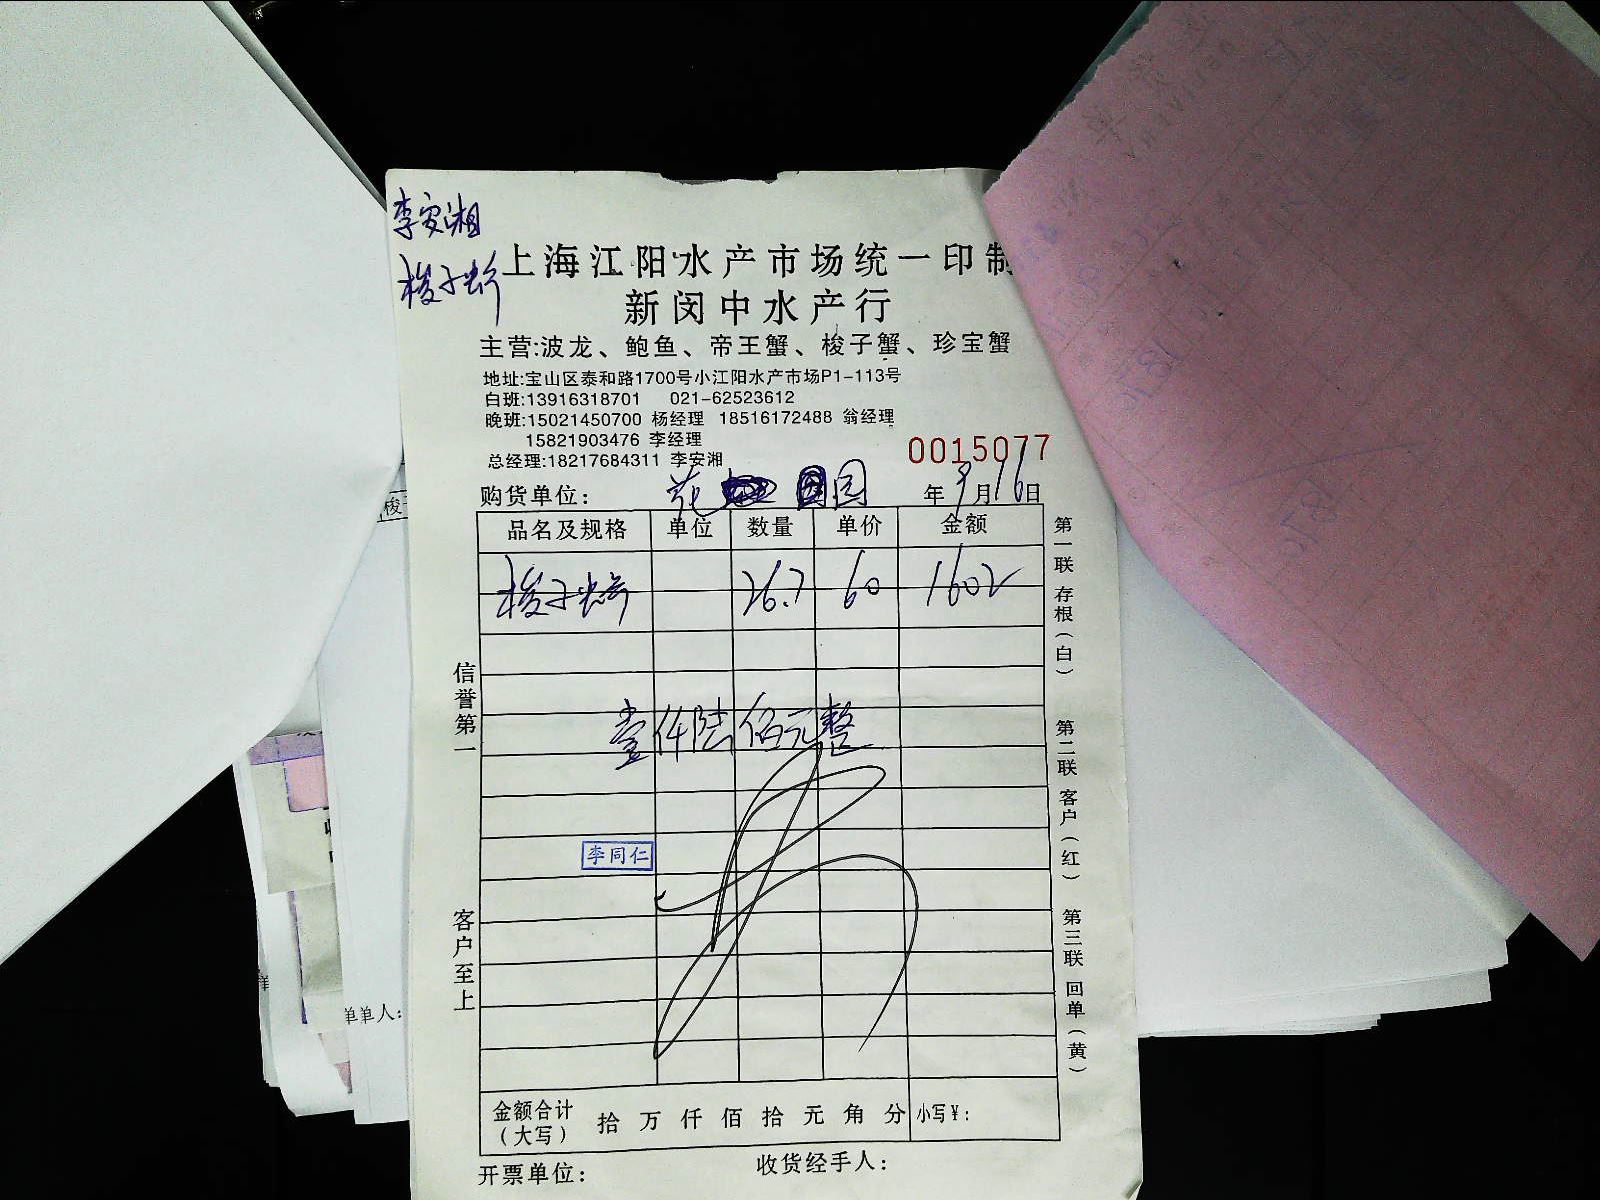 李安湘
梭子蟹
上海江阳水产市场统一印制
新闵中水产行
主营:波龙、鲍鱼、帝王蟹、梭子蟹、珍宝蟹
地址:宝山区泰和路1700号小江阳水产市场P1-113号
白班:13916318701 021-62523612
晚班:15021450700 杨经理 18516172488 翁经理
15821903476 李经理
总经理:18217684311 李安湘
0015077
购货单位: 花 园 年9月16日
品名及规格 单位 数量 单价 金额
梭子蟹 26.7 60 1602
壹仟陆佰元整
李同仁
信誉第一
客户至上
第一联 存根(白)
第二联 客户(红)
第三联 回单(黄)
金额合计 拾 万 仟 佰 拾 元 角 分 小写¥:
(大写)
开票单位: 收货经手人:
梭
单单人: